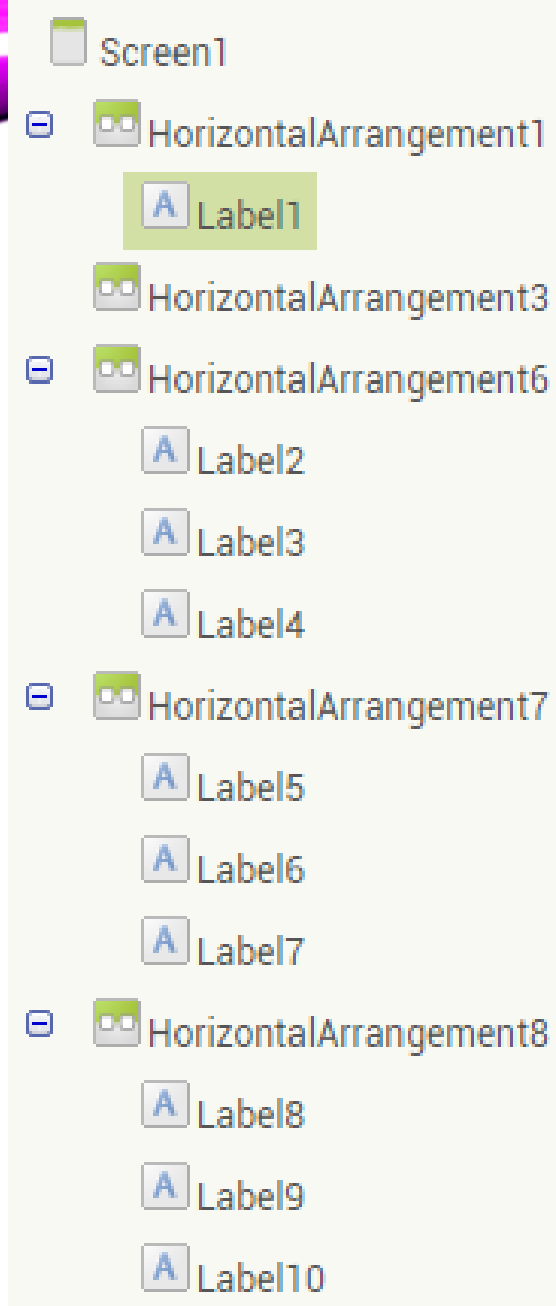 Screen1
HorizontalArrangement1
Label1
HorizontalArrangement3
HorizontalArrangement6
Label2
Label3
Label4
HorizontalArrangement7
Label5
Label6
Label7
HorizontalArrangement8
Label8
Label9
Label10